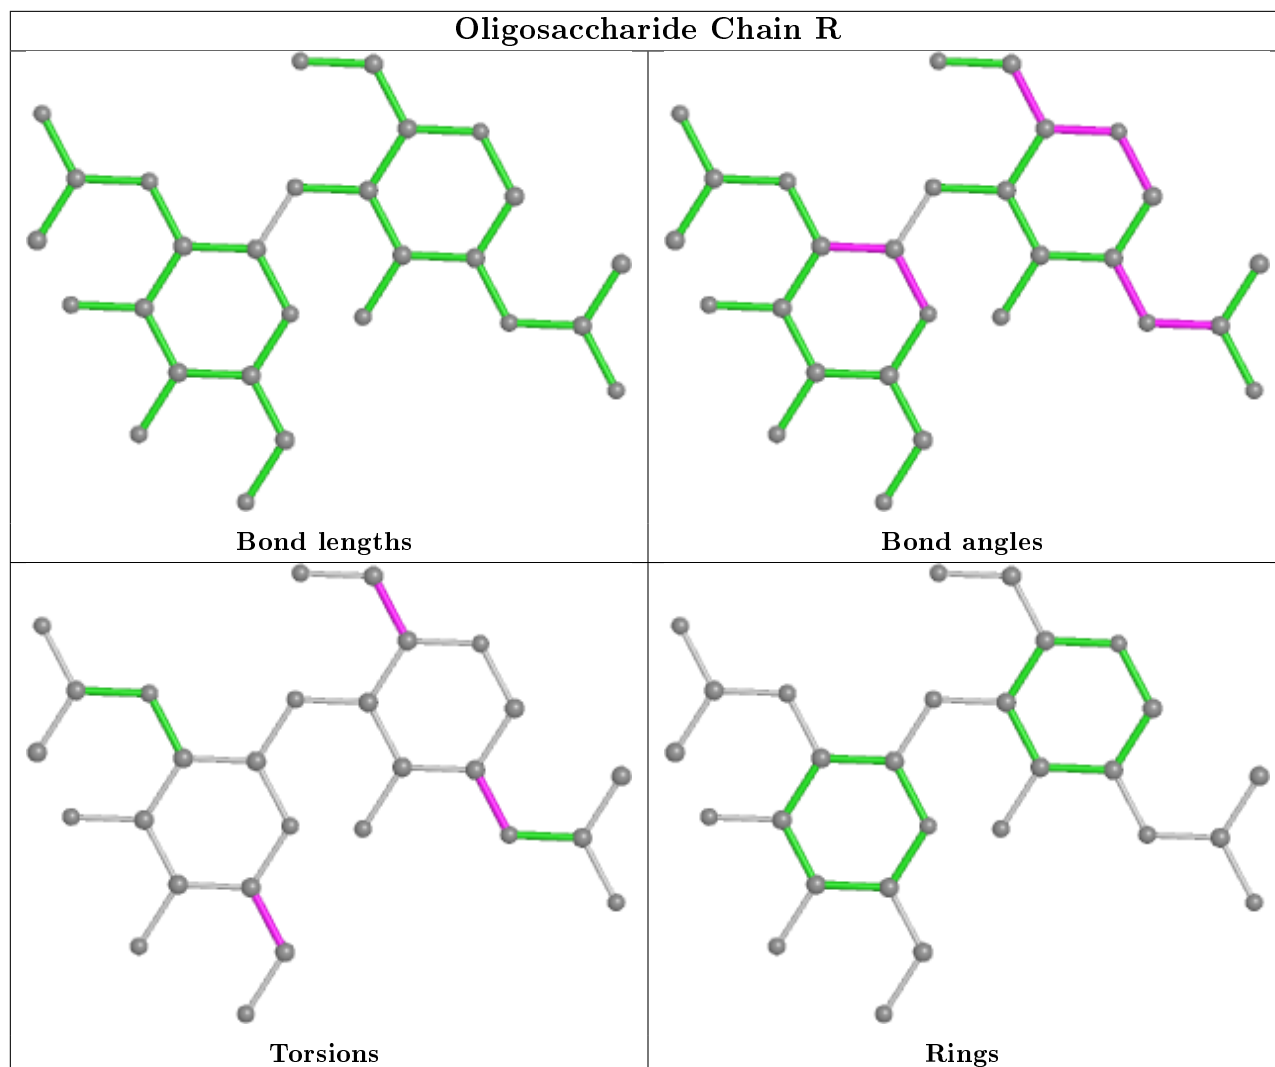 Oligosaccharide Chain R
Bond lengths
Bond angles
Torsions
Rings